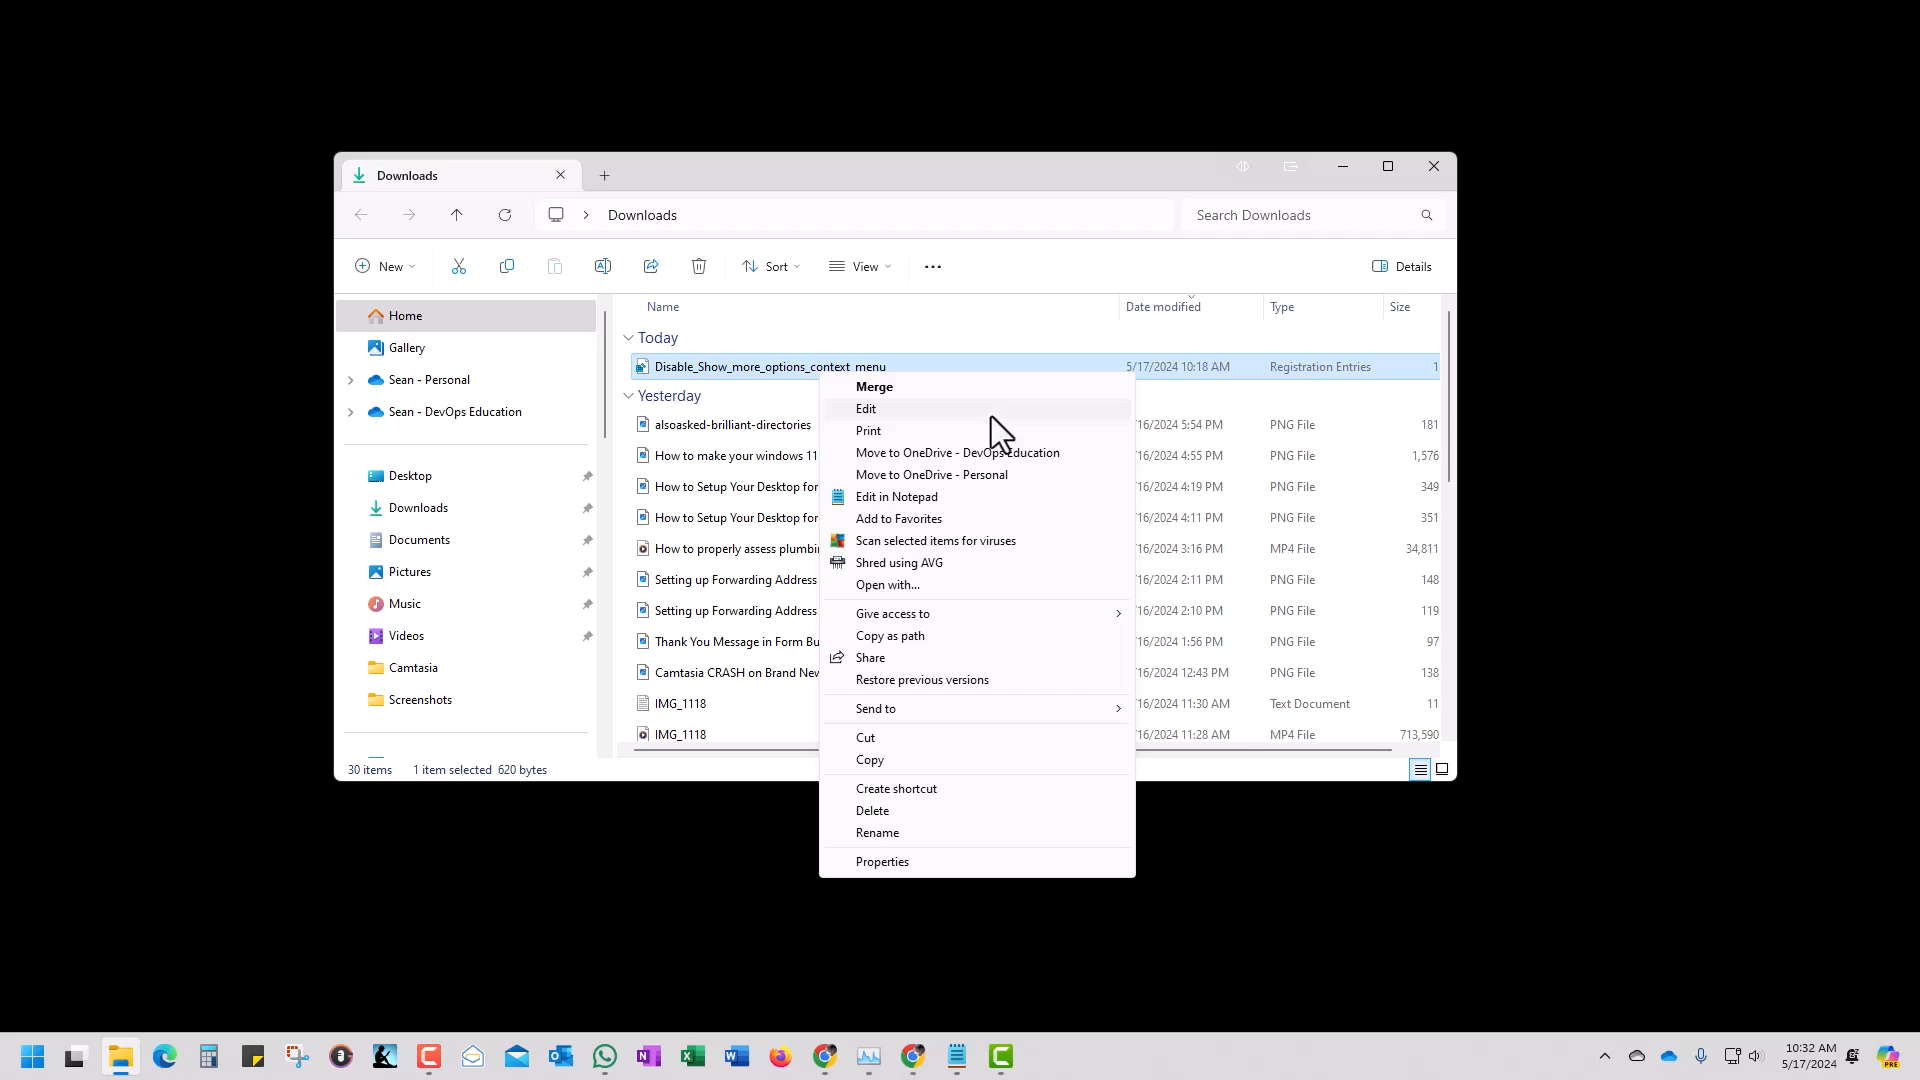 Downloads
Downloads
Search Downloads
New
Sort
View
Details
Name
Date modified
Type
Size
Home
Gallery
Sean - Personal
Sean - DevOps Education
Desktop
Downloads
Documents
Pictures
Music
Videos
Camtasia
Screenshots
Today
Disable_Show_more_options_context_menu 5/17/2024 10:18 AM Registration Entries 1
Yesterday
alsoasked-brilliant-directories /16/2024 5:54 PM PNG File 181
How to make your windows 11 /16/2024 4:55 PM PNG File 1,576
How to Setup Your Desktop for /16/2024 4:19 PM PNG File 349
How to Setup Your Desktop for /16/2024 4:11 PM PNG File 351
How to properly assess plumbi /16/2024 3:16 PM MP4 File 34,811
Setting up Forwarding Address /16/2024 2:11 PM PNG File 148
Setting up Forwarding Address /16/2024 2:10 PM PNG File 119
Thank You Message in Form Bu /16/2024 1:56 PM PNG File 97
Camtasia CRASH on Brand New /16/2024 12:43 PM PNG File 138
IMG_1118 /16/2024 11:30 AM Text Document 11
IMG_1118 /16/2024 11:28 AM MP4 File 713,590
Merge
Edit
Print
Move to OneDrive - DevOps Education
Move to OneDrive - Personal
Edit in Notepad
Add to Favorites
Scan selected items for viruses
Shred using AVG
Open with...
Give access to
Copy as path
Share
Restore previous versions
Send to
Cut
Copy
Create shortcut
Delete
Rename
Properties
30 items 1 item selected 620 bytes
10:32 AM
5/17/2024
PRE